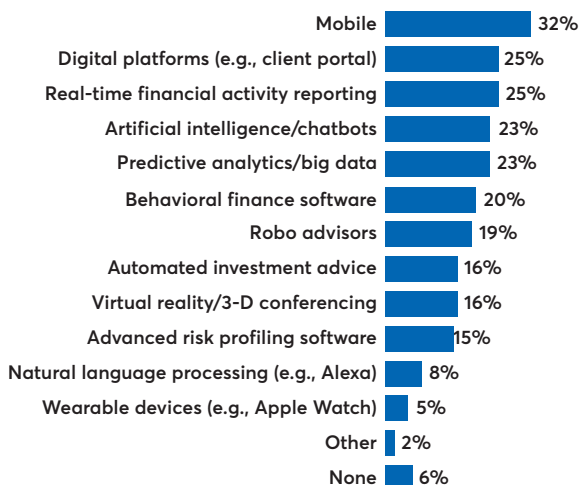 Mobile 32%
Digital platforms (e.g., client portal) 25%
Real-time financial activity reporting 25%
Artificial intelligence/chatbots 23%
Predictive analytics/big data 23%
Behavioral finance software 20%
Robo advisors 19%
Automated investment advice 16%
Virtual reality/3-D conferencing 16%
Advanced risk profiling software 15%
Natural language processing (e.g., Alexa) 8%
Wearable devices (e.g., Apple Watch) 5%
Other 2%
None 6%